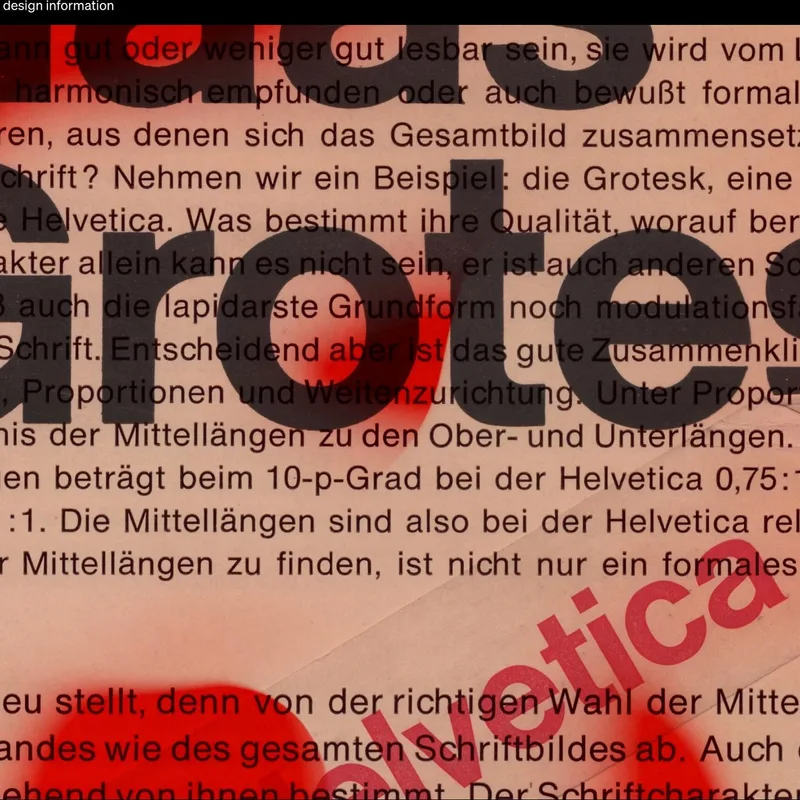 design information
gut oder weniger gut lesbar sein, sie wird vom
harmonisch empfunden oder auch bewußt formal
ren, aus denen sich das Gesamtbild zusammensetz
chrift? Nehmen wir ein Beispiel: die Grotesk, eine
e Helvetica. Was bestimmt ihre Qualität, worauf ber
akter allein kann es nicht sein, er ist auch anderen Sc
auch die lapidarste Grundform noch modulationsf
Schrift. Entscheidend aber ist das gute Zusammenkli
, Proportionen und Weitenzurichtung. Unter Propor
nis der Mittellängen zu den Ober- und Unterlängen.
en beträgt beim 10-p-Grad bei der Helvetica 0,75:1
:1. Die Mittellängen sind also bei der Helvetica rel
r Mittellängen zu finden, ist nicht nur ein formales
eu stellt, denn von der richtigen Wahl der Mitte
andes wie des gesamten Schriftbildes ab. Auch
ehend von ihnen bestimmt. Der Schriftcharakter
aas
Grotes
elvetica